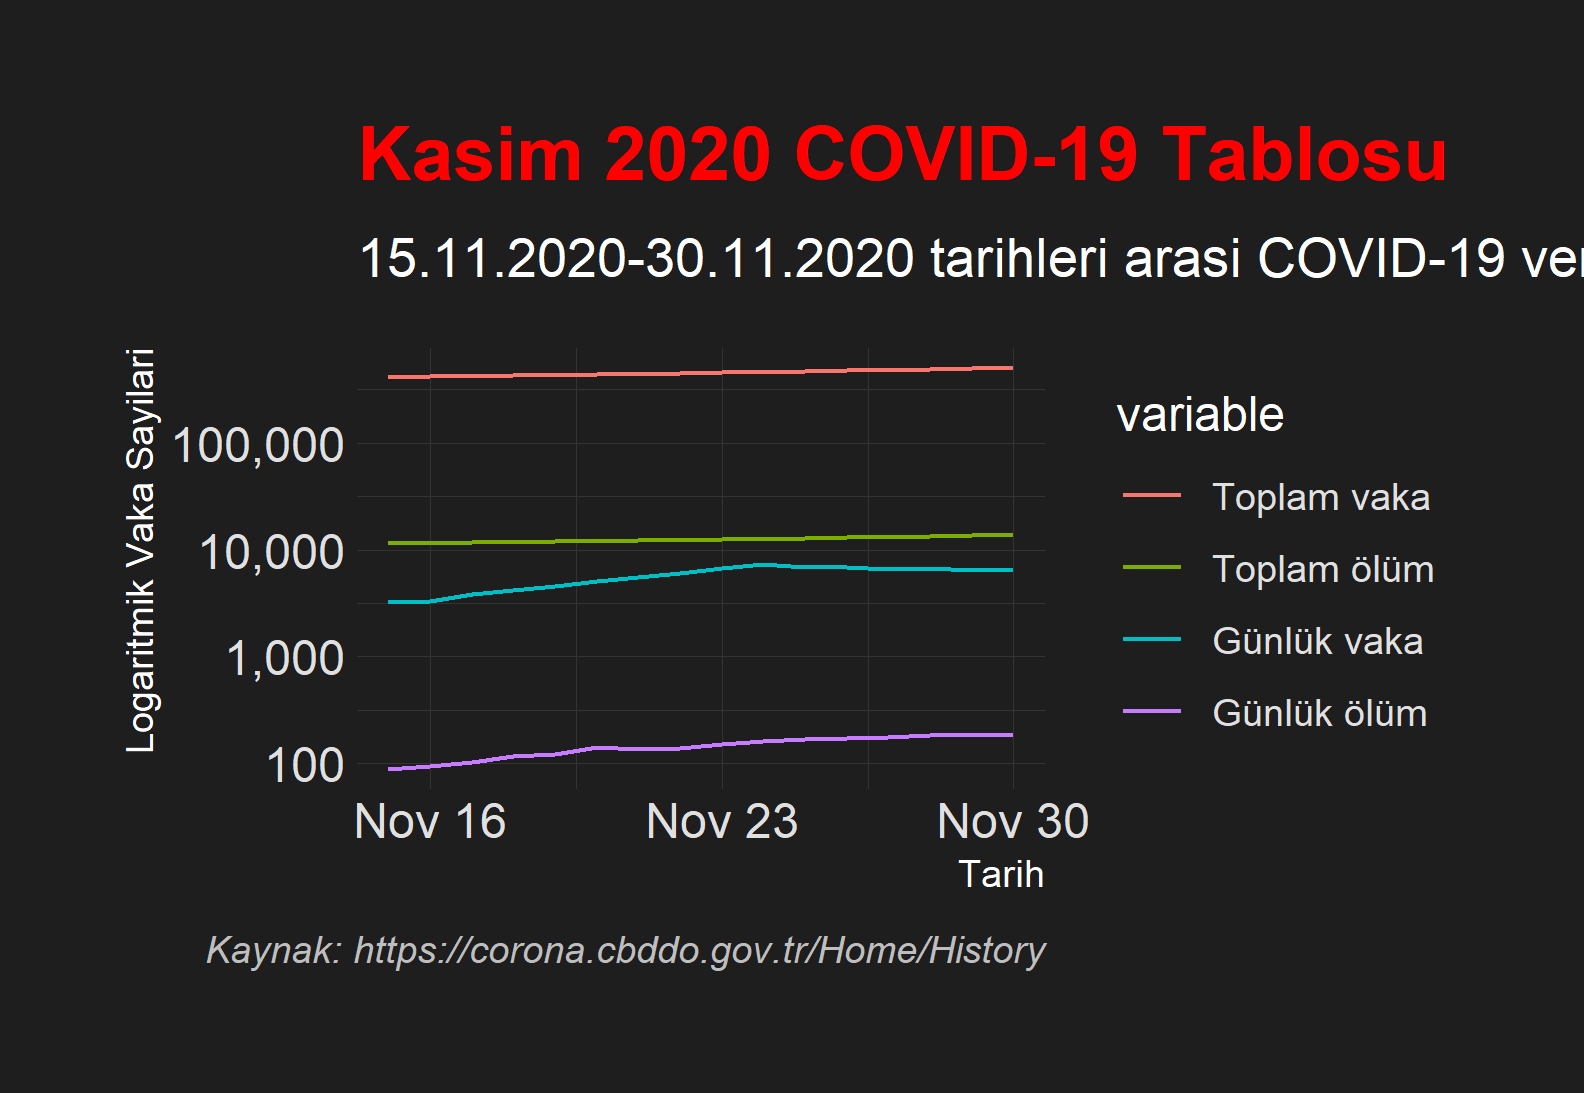 Kasim 2020 COVID-19 Tablosu
15.11.2020-30.11.2020 tarihleri arasi COVID-19
Logaritmik Vaka Sayilari
100,000
10,000
1,000
100
Nov 16 Nov 23 Nov 30
Tarih
variable
Toplam vaka
Toplam ölüm
Günlük vaka
Günlük ölüm
Kaynak: https://corona.cbddo.gov.tr/Home/History